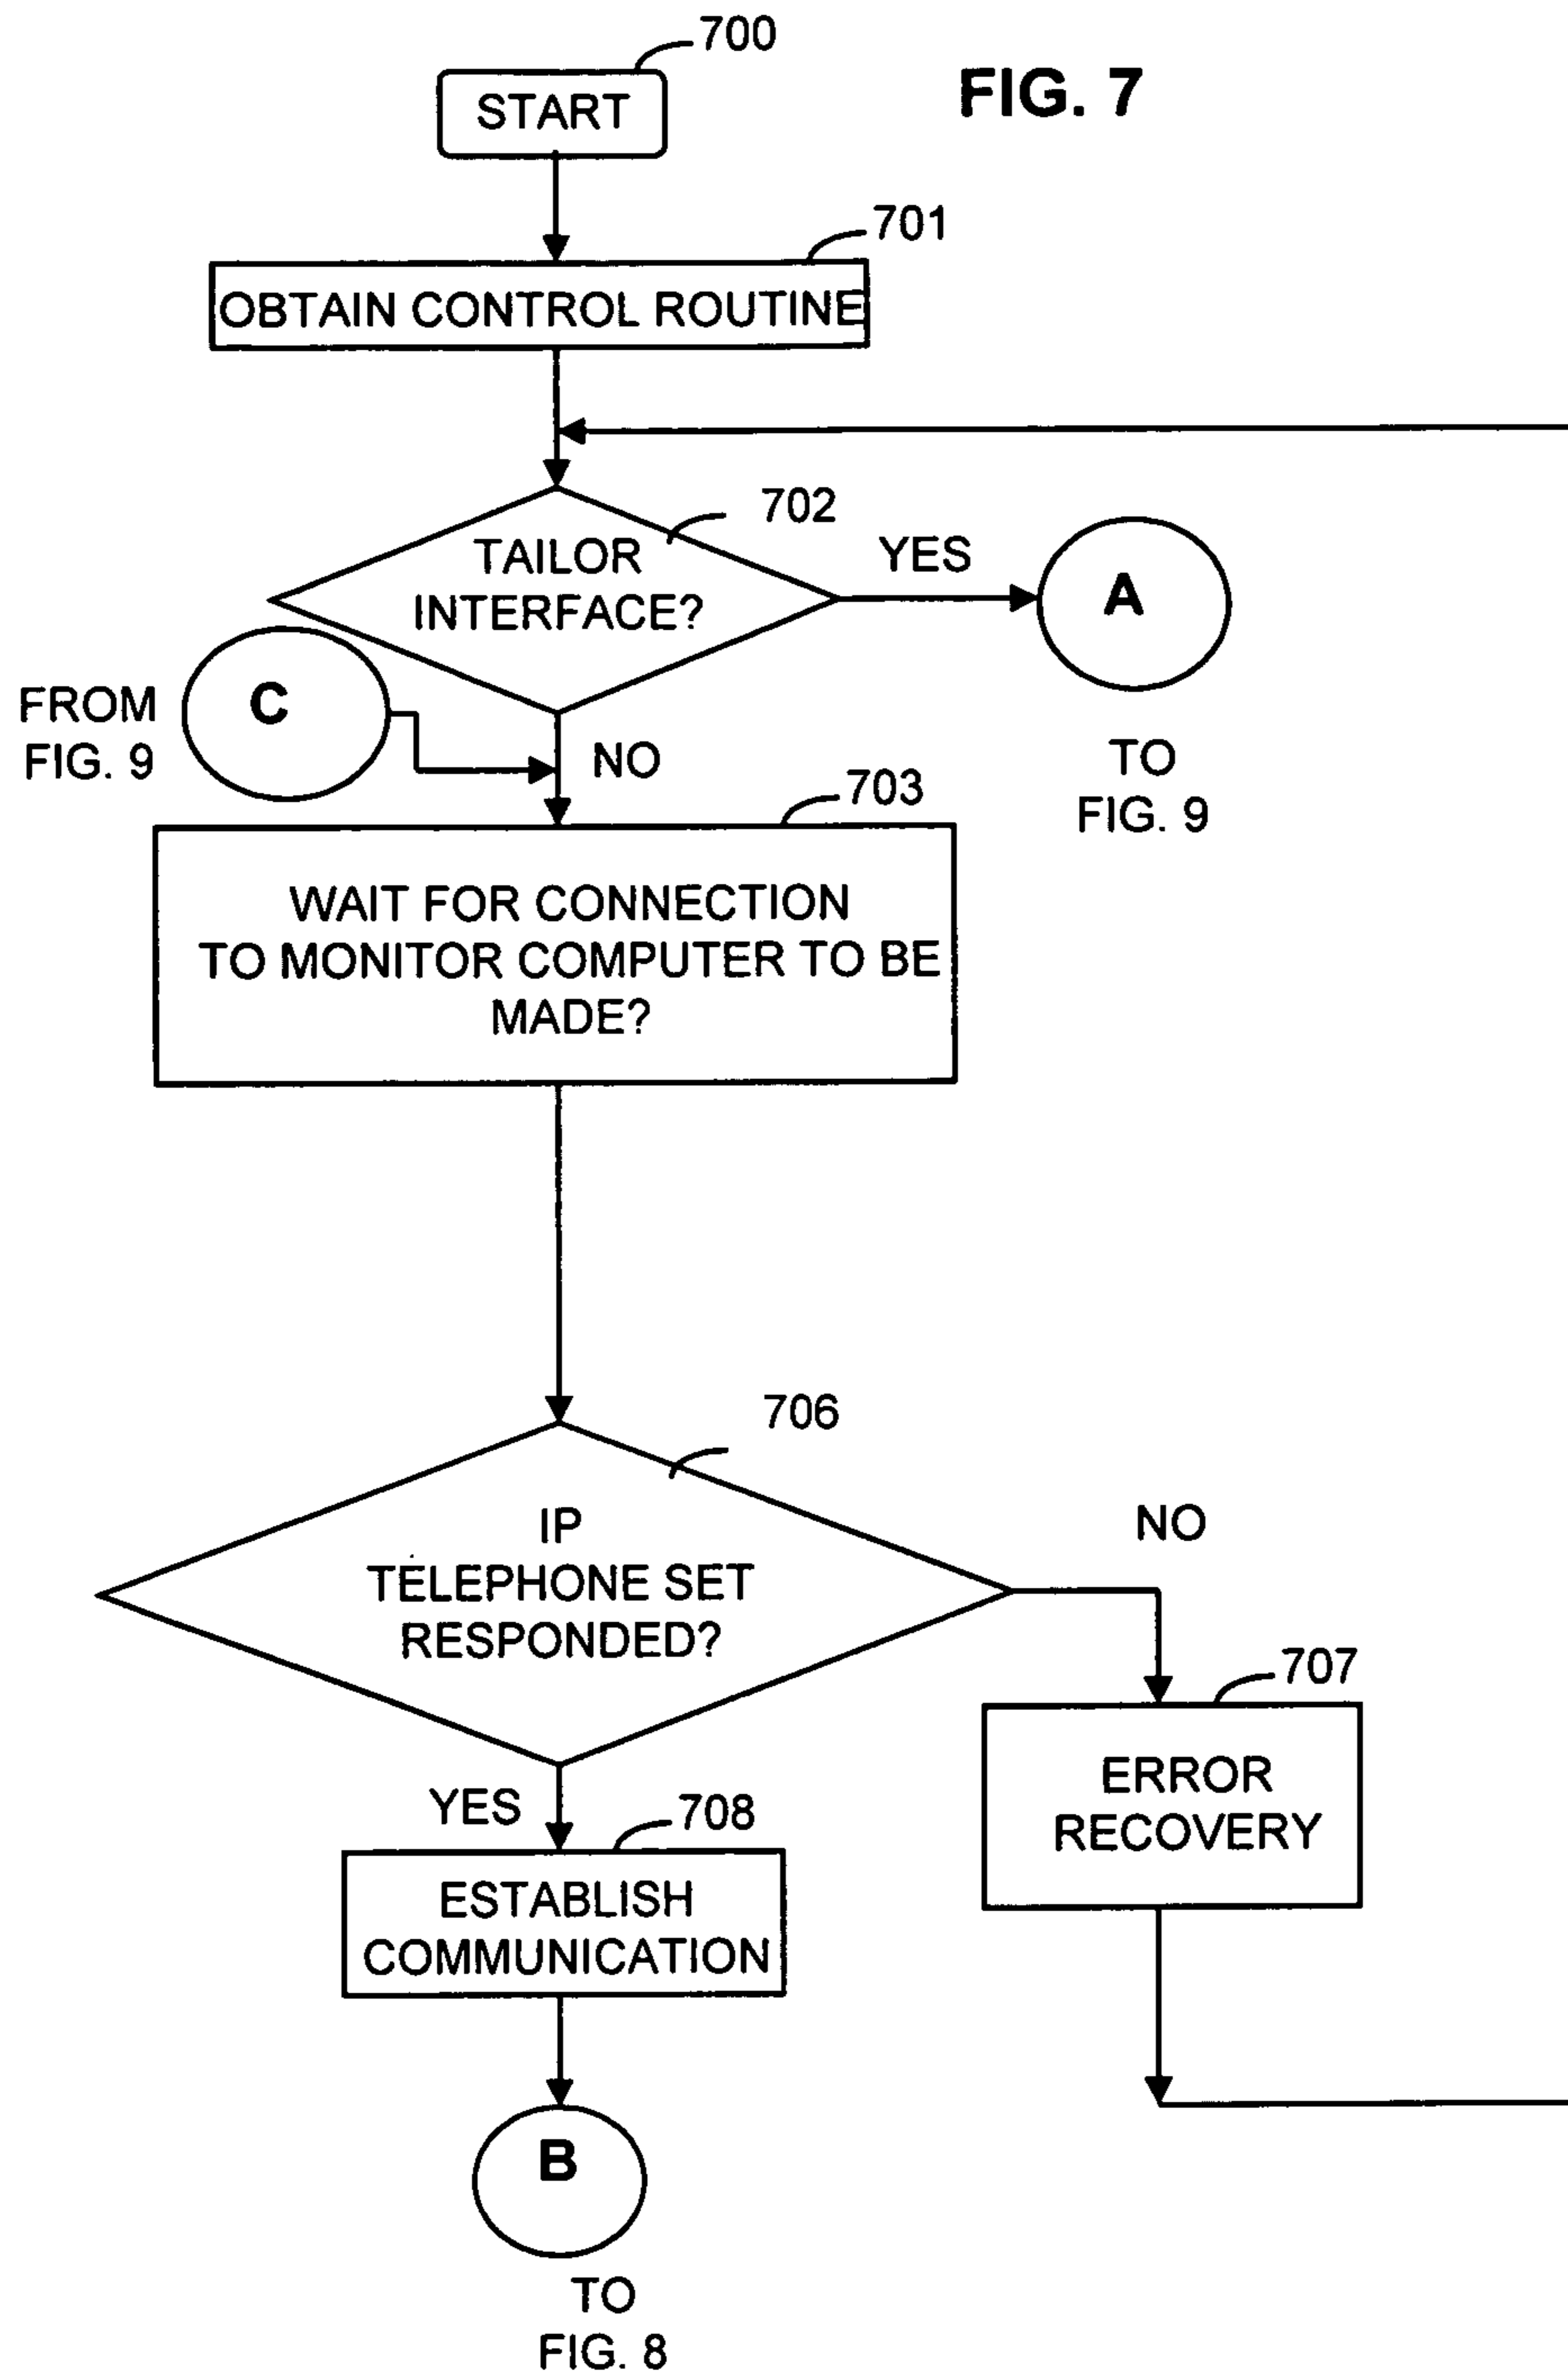 700
START
FIG. 7
701
OBTAIN CONTROL ROUTINE
702
TAILOR
INTERFACE?
YES
A
TO
FIG. 9
FROM
FIG. 9
C
NO
703
WAIT FOR CONNECTION
TO MONITOR COMPUTER TO BE
MADE?
706
IP
TELEPHONE SET
RESPONDED?
NO
707
ERROR
RECOVERY
YES
708
ESTABLISH
COMMUNICATION
B
TO
FIG. 8